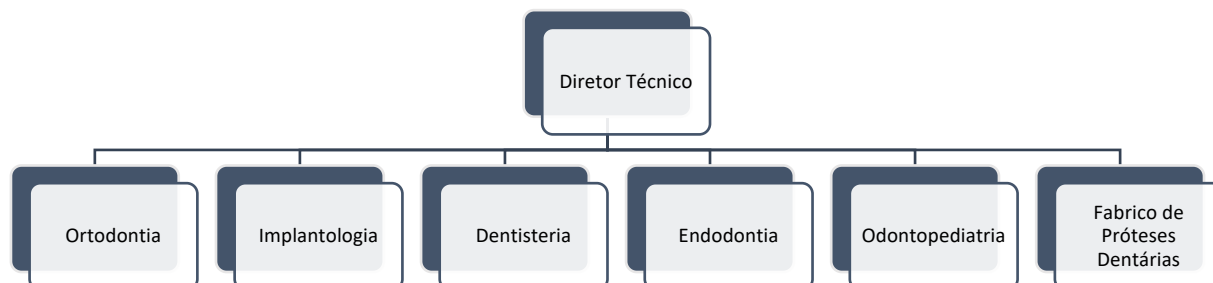 Diretor Técnico
Ortodontia
Implantologia
Dentisteria
Endodontia
Odontopediatria
Fabrico de
Próteses
Dentárias